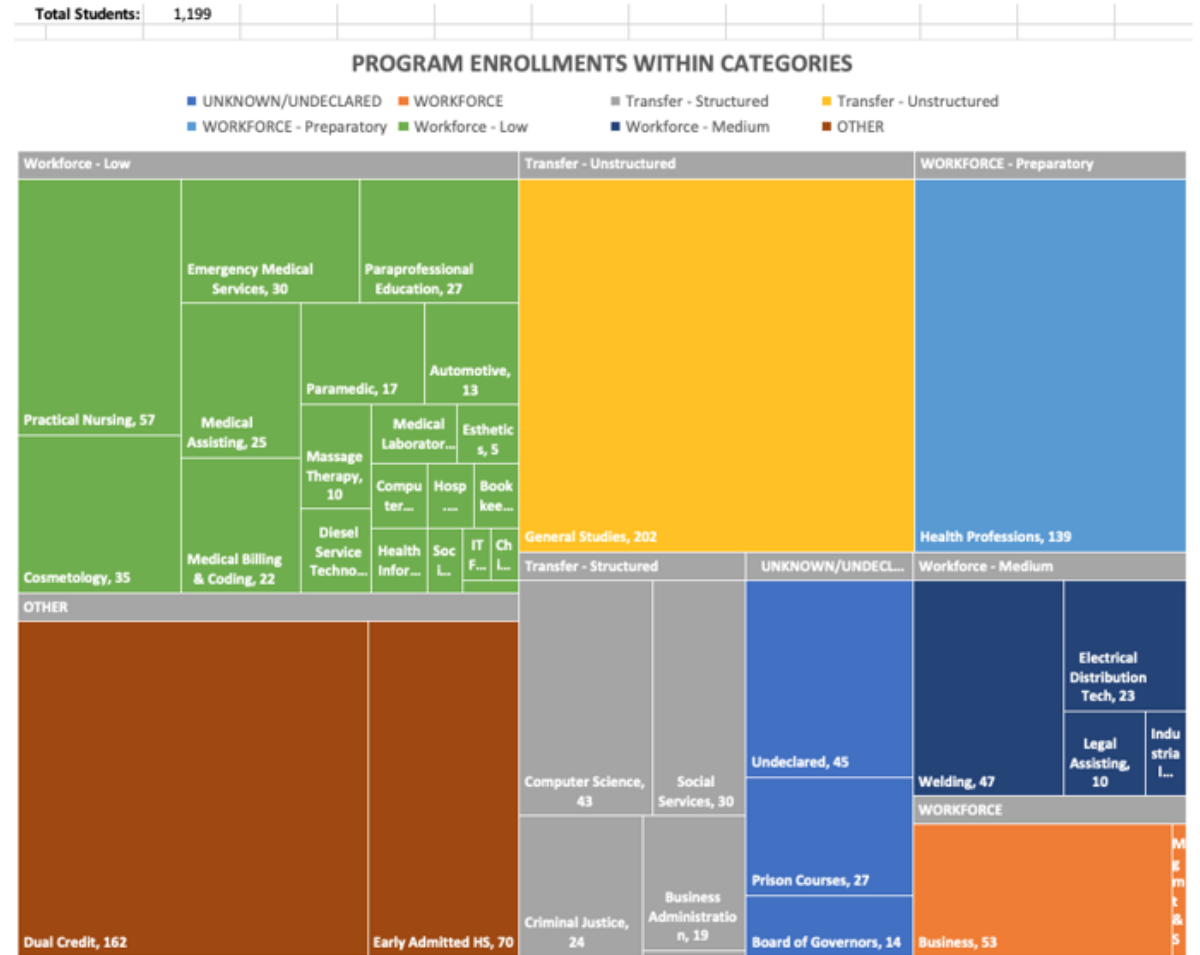 Total Students: 1,199
PROGRAM ENROLLMENTS WITHIN CATEGORIES
UNKNOWN/UNDECLARED
WORKFORCE
Transfer - Structured
Transfer - Unstructured
WORKFORCE - Preparatory
Workforce - Low
Workforce - Medium
OTHER
Workforce - Low
Practical Nursing, 57
Cosmetology, 35
Emergency Medical
Services, 30
Paraprofessional
Education, 27
Medical
Assisting, 25
Medical Billing
& Coding, 22
Paramedic, 17
Automotive,
13
Massage
Therapy,
10
Diesel
Service
Techno...
Medical
Laborator...
Esthetic
s, 5
Compu
ter...
Hosp
....
Book
kee...
Health
Infor...
Soc
i...
IT
F...
Ch
i...
OTHER
Dual Credit, 162
Early Admitted HS, 70
Transfer - Unstructured
General Studies, 202
Transfer - Structured
Computer Science,
43
Social
Services, 30
Criminal Justice,
24
Business
Administratio
n, 19
UNKNOWN/UNDECL...
Undeclared, 45
Prison Courses, 27
Board of Governors, 14
WORKFORCE - Preparatory
Health Professions, 139
Workforce - Medium
Welding, 47
Electrical
Distribution
Tech, 23
Legal
Assisting,
10
Indu
stria
l...
WORKFORCE
Business, 53
M
g
m
t
&
S